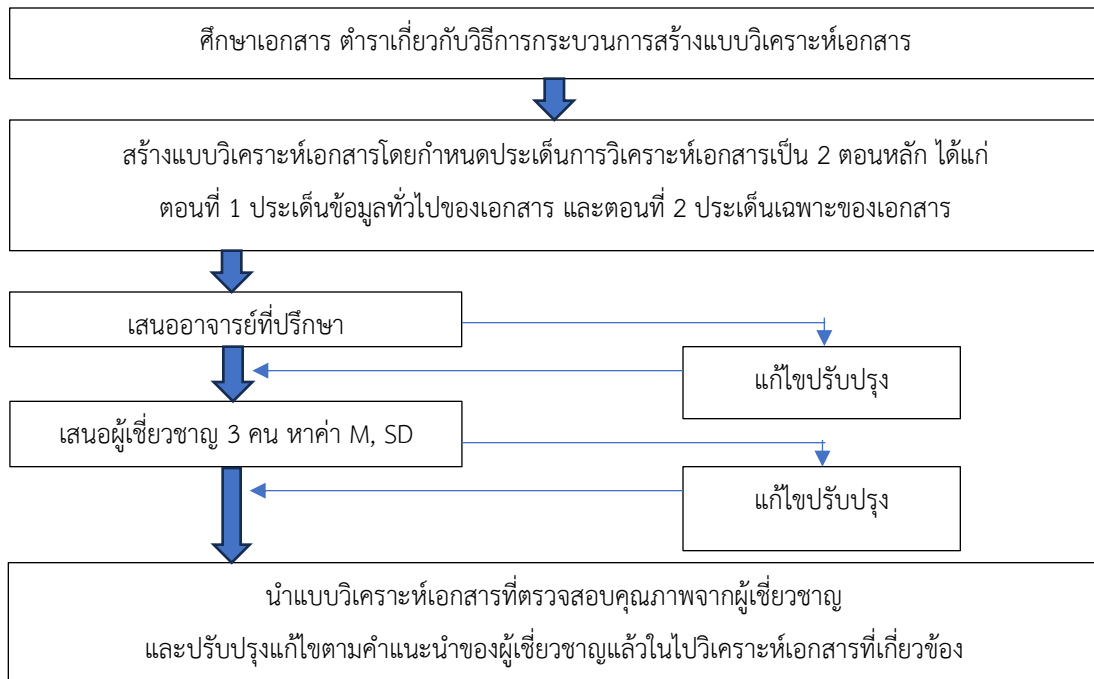 ศึกษาเอกสาร ตำราเกี่ยวกับวิธีการกระบวนการสร้างแบบวิเคราะห์เอกสาร
สร้างแบบวิเคราะห์เอกสารโดยกำหนดประเด็นการวิเคราะห์เอกสารเป็น 2 ตอนหลัก ได้แก่
ตอนที่ 1 ประเด็นข้อมูลทั่วไปของเอกสาร และตอนที่ 2 ประเด็นเฉพาะของเอกสาร
เสนออาจารย์ที่ปรึกษา
แก้ไขปรับปรุง
เสนอผู้เชี่ยวชาญ 3 คน หาค่า M, SD
แก้ไขปรับปรุง
นำแบบวิเคราะห์เอกสารที่ตรวจสอบคุณภาพจากผู้เชี่ยวชาญ
และปรับปรุงแก้ไขตามคำแนะนำของผู้เชี่ยวชาญแล้วในไปวิเคราะห์เอกสารที่เกี่ยวข้อง